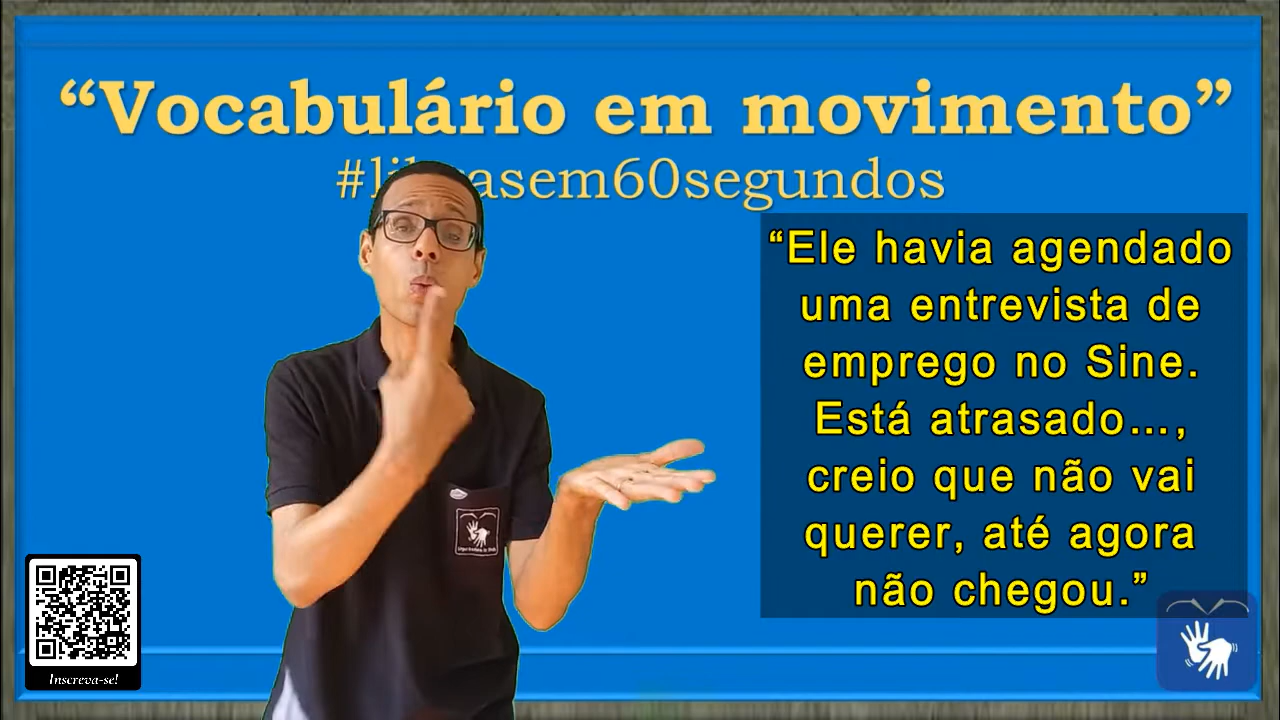 “Vocabulário em movimento”
#librasem60segundos
“Ele havia agendado
uma entrevista de
emprego no Sine.
Está atrasado...,
creio que não vai
querer, até agora
não chegou.”
Inscreva-se!